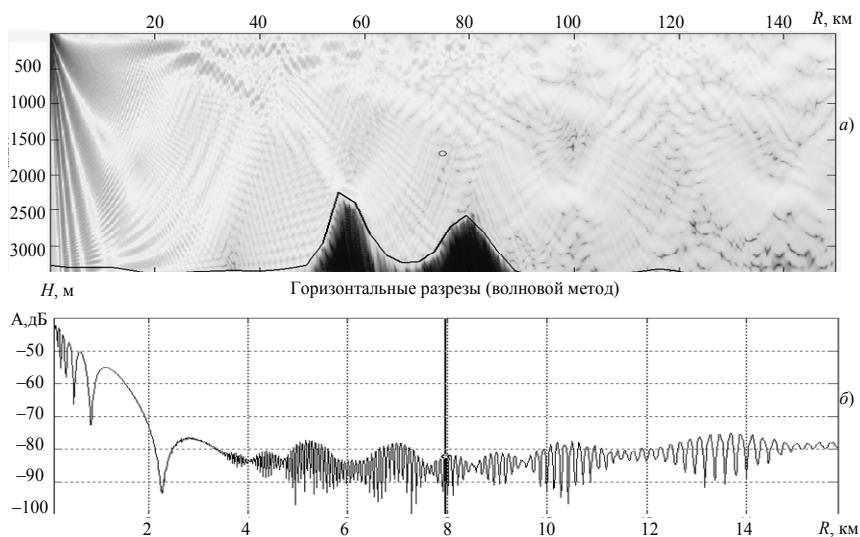 20 40 60 80 100 120 140 R, км
500
1000
1500
2000
2500
3000
а)
H, м
Горизонтальные разрезы (волновой метод)
А,дБ
–50
–60
–70
–80
–90
–100
б)
2 4 6 8 10 12 14 R, км